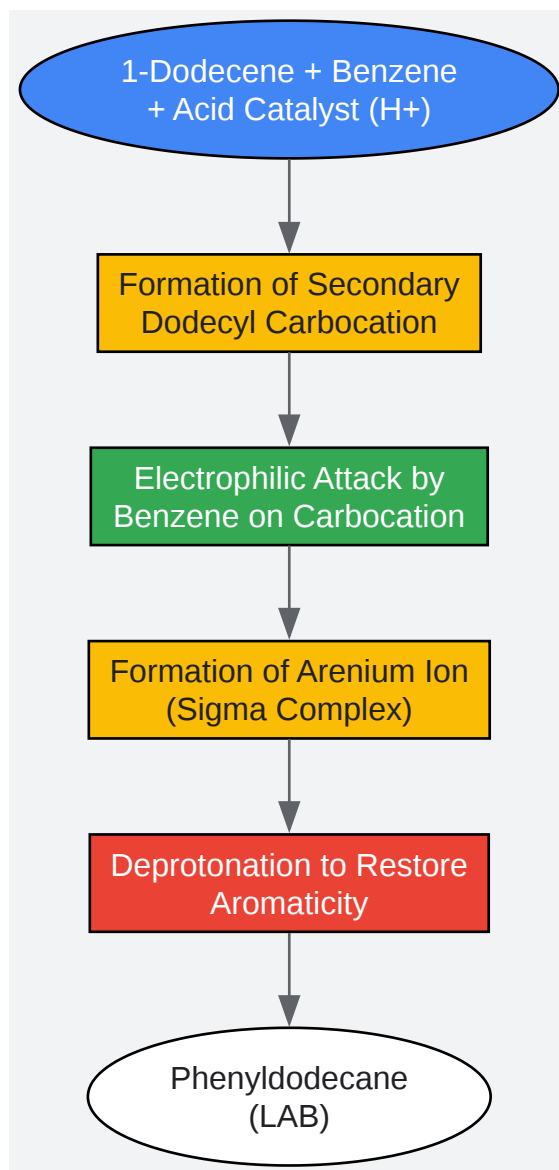 1-Dodecene + Benzene
+ Acid Catalyst (H+)
Formation of Secondary
Dodecyl Carbocation
Electrophilic Attack by
Benzene on Carbocation
Formation of Arenium Ion
(Sigma Complex)
Deprotonation to Restore
Aromaticity
Phenyldodecane
(LAB)